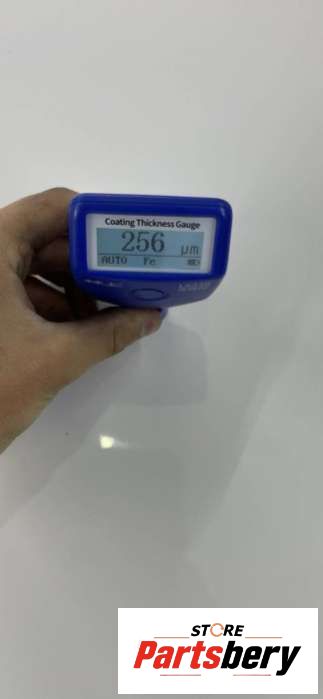 Coating Thickness Gauge
256 μm
AUTO Fe
STORE
Partsbery